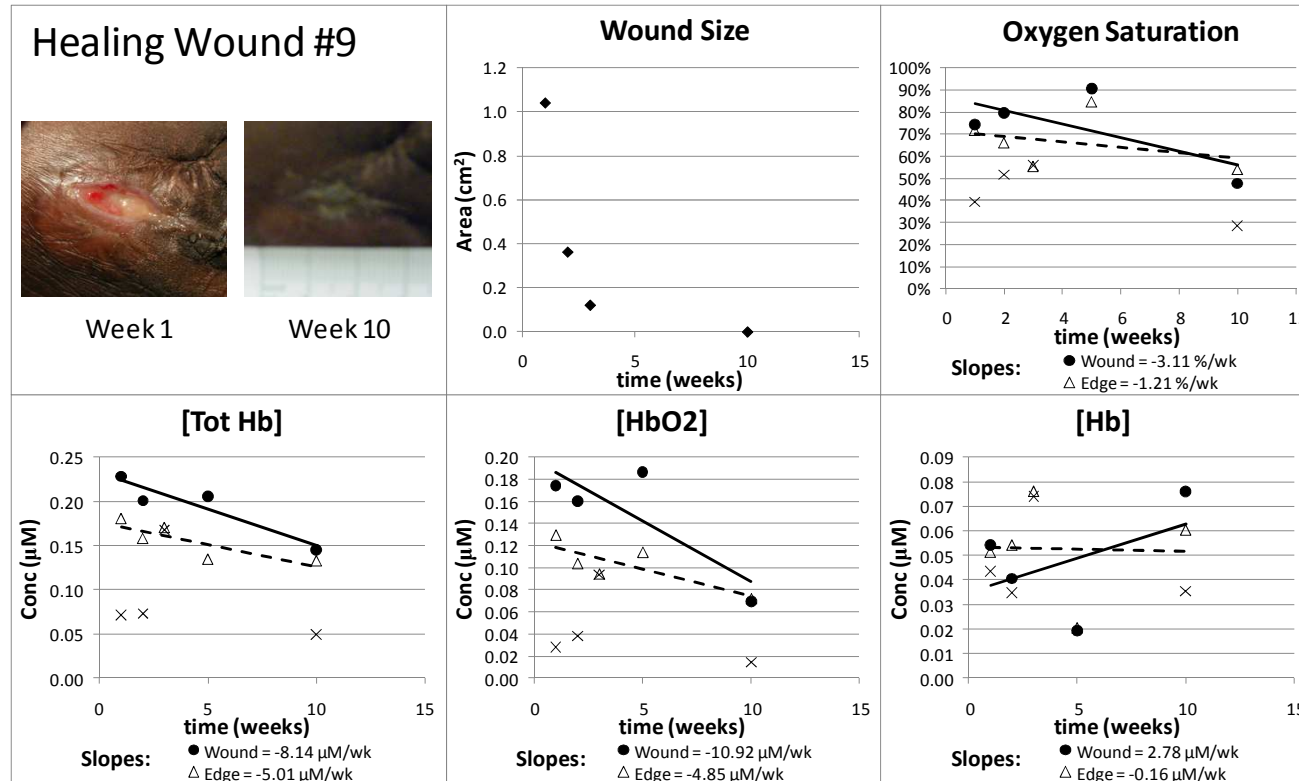 Healing Wound #9
Week 1
Week 10
Wound Size
1.2
1.0
0.8
0.6
0.4
0.2
0.0
Area (cm²)
0
5
10
15
time (weeks)
Oxygen Saturation
100%
90%
80%
70%
60%
50%
40%
30%
20%
10%
0%
0
2
4
6
8
10
time (weeks)
Slopes:
Wound = -3.11 %/wk
Edge = -1.21 %/wk
[Tot Hb]
0.25
0.20
0.15
0.10
0.05
0.00
Conc (µM)
0
5
10
15
time (weeks)
Slopes:
Wound = -8.14 µM/wk
Edge = -5.01 µM/wk
[HbO2]
0.20
0.18
0.16
0.14
0.12
0.10
0.08
0.06
0.04
0.02
0.00
Conc (µM)
0
5
10
15
time (weeks)
Slopes:
Wound = -10.92 µM/wk
Edge = -4.85 µM/wk
[Hb]
0.09
0.08
0.07
0.06
0.05
0.04
0.03
0.02
0.01
0.00
Conc (µM)
0
5
10
15
time (weeks)
Slopes:
Wound = 2.78 µM/wk
Edge = -0.16 µM/wk